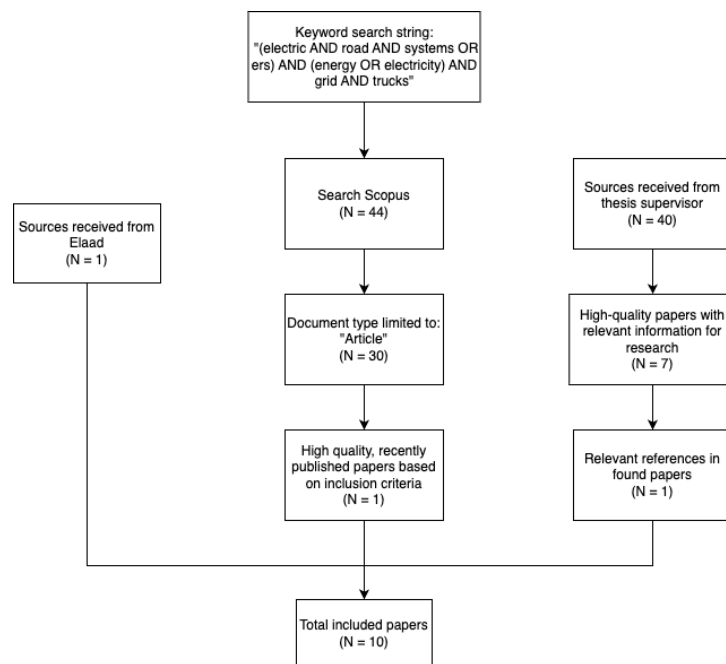 Keyword search string:
"(electric AND road AND systems OR
ers) AND (energy OR electricity) AND
grid AND trucks"
Search Scopus
(N = 44)
Sources received from
thesis supervisor
(N = 40)
Sources received from
Elaad
(N = 1)
Document type limited to:
"Article"
(N = 30)
High-quality papers with
relevant information for
research
(N = 7)
High quality, recently
published papers based
on inclusion criteria
(N = 1)
Relevant references in
found papers
(N = 1)
Total included papers
(N = 10)